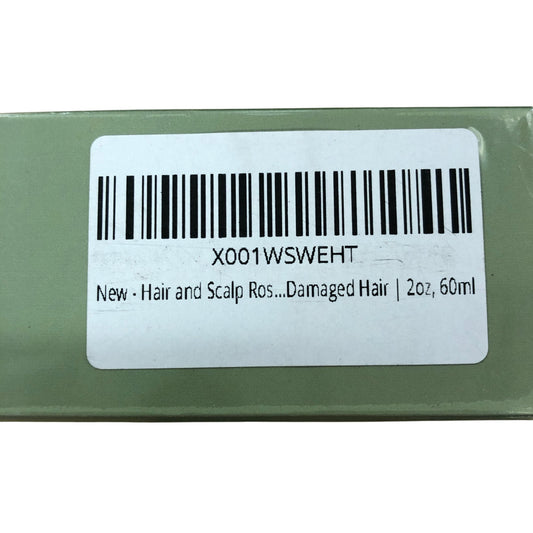 X001WSWEHT
New - Hair and Scalp Ros...Damaged Hair | 2oz, 60ml